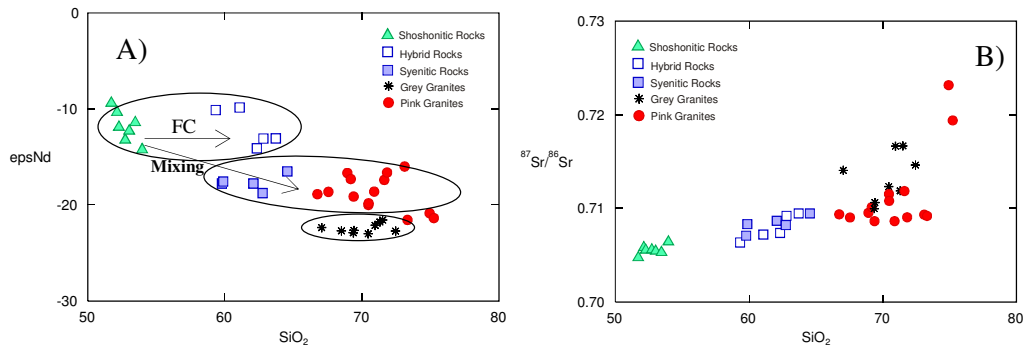 A)
epsNd
0
-10
-20
-30
50
60
70
80
SiO₂
Shoshonitic Rocks
Hybrid Rocks
Syenitic Rocks
Grey Granites
Pink Granites
FC
Mixing
B)
⁸⁷Sr/⁸⁶Sr
0.73
0.72
0.71
0.70
50
60
70
80
SiO₂
Shoshonitic Rocks
Hybrid Rocks
Syenitic Rocks
Grey Granites
Pink Granites